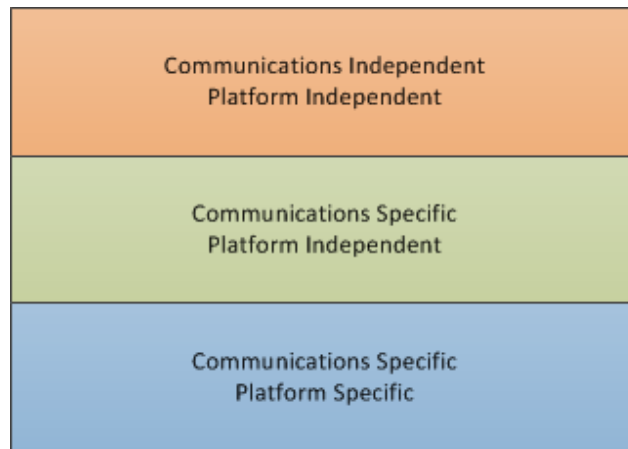 Communications Independent
Platform Independent
Communications Specific
Platform Independent
Communications Specific
Platform Specific